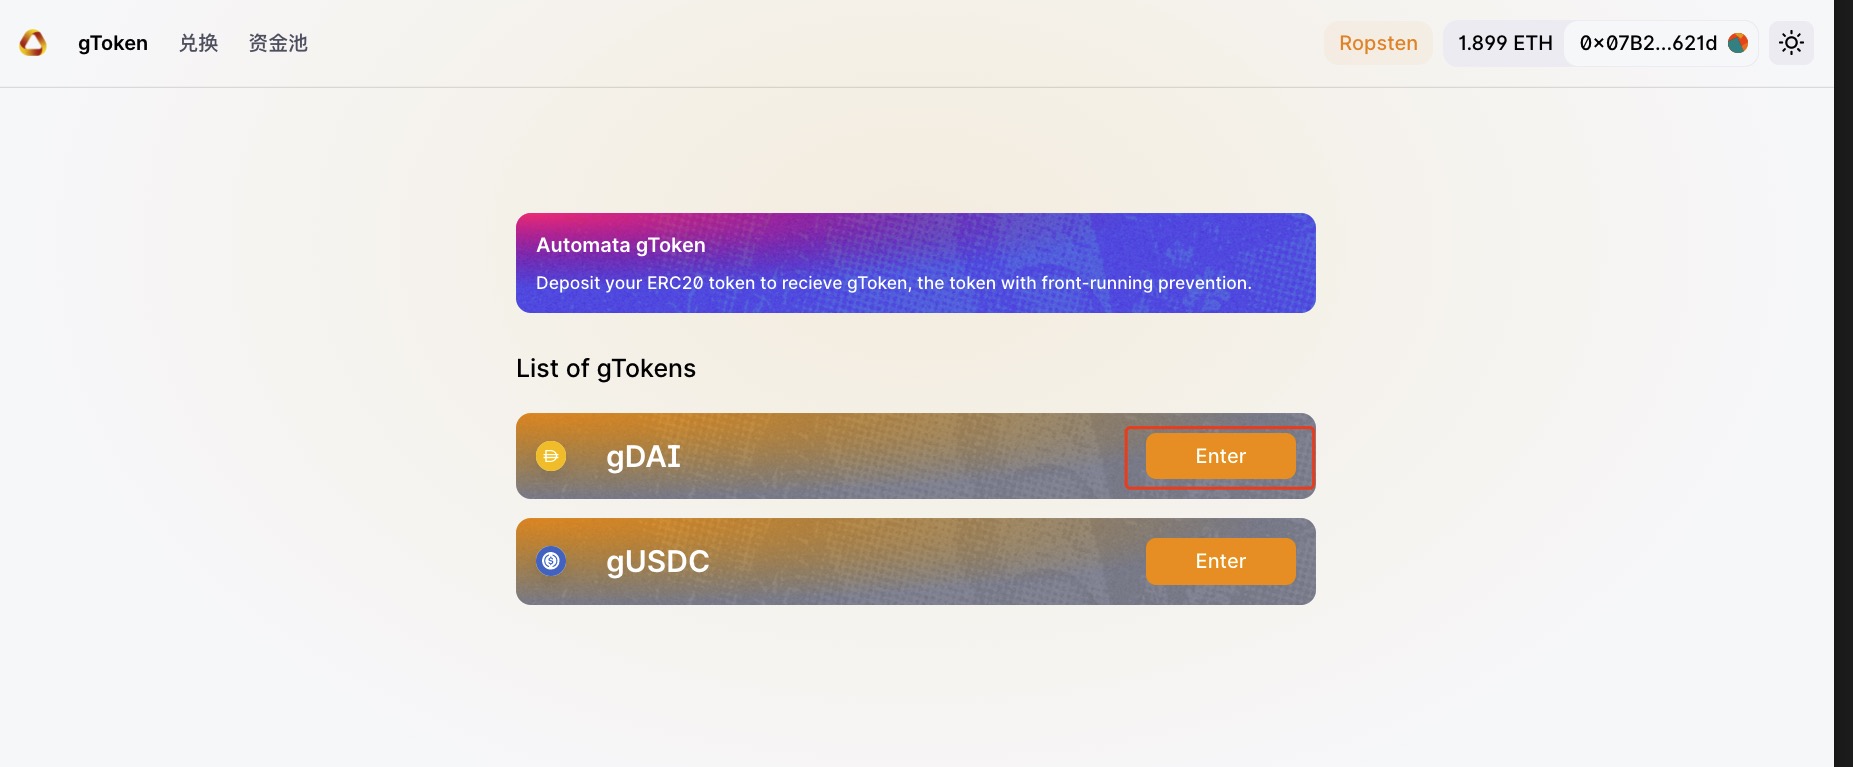 gToken 兑换 资金池 Ropsten 1.899 ETH 0x07B2...621d
Automata gToken
Deposit your ERC20 token to recieve gToken, the token with front-running prevention.
List of gTokens
gDAI Enter
gUSDC Enter